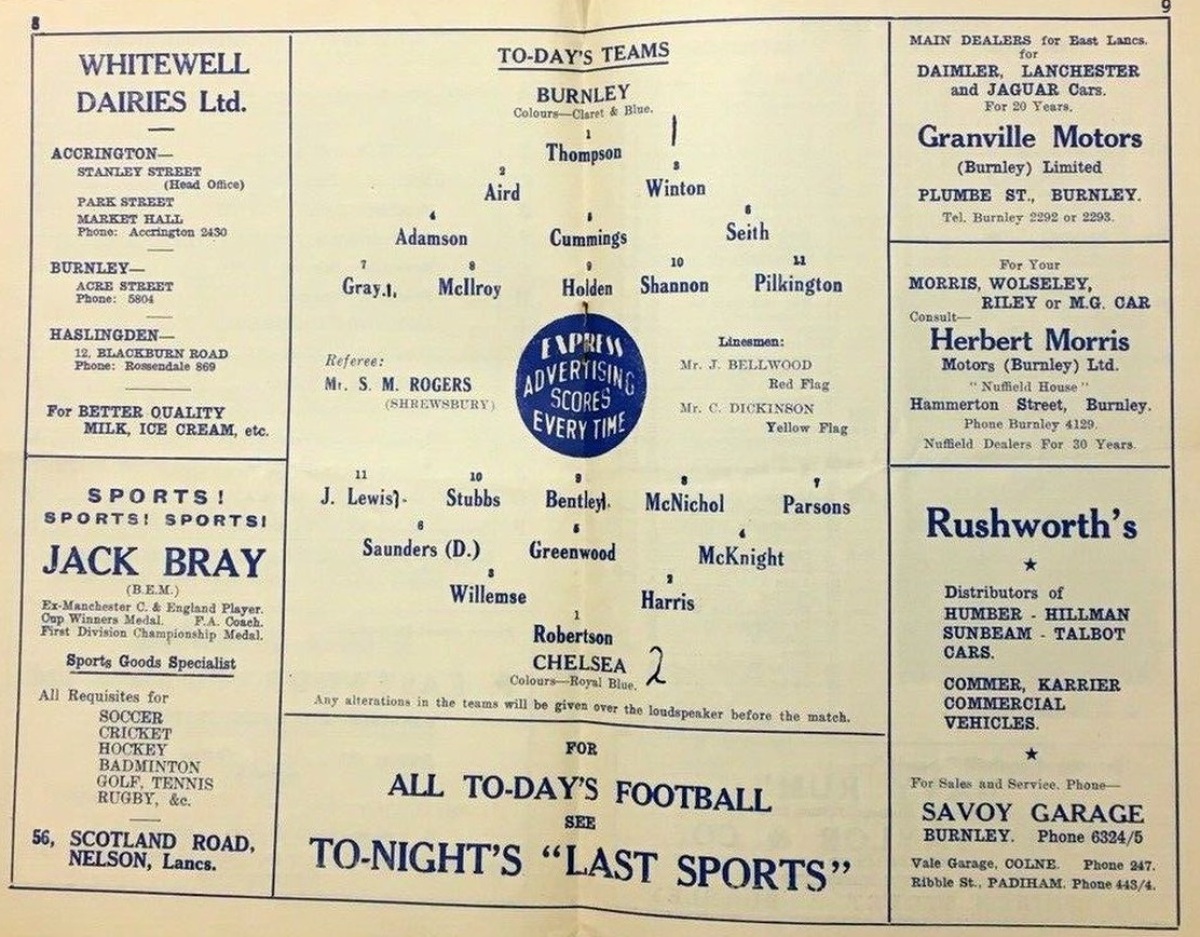 8
9
WHITEWELL
DAIRIES Ltd.
ACCRINGTON—
STANLEY STREET
(Head Office)
PARK STREET
MARKET HALL
Phone: Accrington 2430
BURNLEY—
ACRE STREET
Phone: 5804
HASLINGDEN—
12, BLACKBURN ROAD
Phone: Rossendale 869
For BETTER QUALITY
MILK, ICE CREAM, etc.
SPORTS!
SPORTS! SPORTS!
JACK BRAY
(B.E.M.)
Ex-Manchester C. & England Player.
Cup Winners Medal. F.A. Coach.
First Division Championship Medal.
Sports Goods Specialist
All Requisites for
SOCCER
CRICKET
HOCKEY
BADMINTON
GOLF, TENNIS
RUGBY, &c.
56, SCOTLAND ROAD,
NELSON, Lancs.
TO-DAY'S TEAMS
BURNLEY
Colours—Claret & Blue.
1
1
Thompson
2 3
Aird Winton
4 5 6
Adamson Cummings Seith
7 8 9 10 11
Gray 1. McIlroy Holden Shannon Pilkington
Referee:
Mr. S. M. ROGERS
(SHREWSBURY)
EXPRESS
ADVERTISING
SCORES
EVERY TIME
Linesmen:
Mr. J. BELLWOOD
Red Flag
Mr. C. DICKINSON
Yellow Flag
11 10 9 8 7
J. Lewis 1. Stubbs Bentley 1. McNichol Parsons
6 5 4
Saunders (D.) Greenwood McKnight
3 2
Willemse Harris
1
Robertson
CHELSEA 2
Colours—Royal Blue.
Any alterations in the teams will be given over the loudspeaker before the match.
FOR
ALL TO-DAY'S FOOTBALL
SEE
TO-NIGHT'S "LAST SPORTS"
MAIN DEALERS for East Lancs.
for
DAIMLER, LANCHESTER
and JAGUAR Cars.
For 20 Years.
Granville Motors
(Burnley) Limited
PLUMBE ST., BURNLEY.
Tel. Burnley 2292 or 2293.
For Your
MORRIS, WOLSELEY,
RILEY or M.G. CAR
Consult—
Herbert Morris
Motors (Burnley) Ltd.
"Nuffield House"
Hammerton Street, Burnley.
Phone Burnley 4129.
Nuffield Dealers For 30 Years.
Rushworth's
Distributors of
HUMBER - HILLMAN
SUNBEAM - TALBOT
CARS.
COMMER, KARRIER
COMMERCIAL
VEHICLES.
For Sales and Service. Phone—
SAVOY GARAGE
BURNLEY. Phone 6324/5
Vale Garage, COLNE. Phone 247.
Ribble St., PADIHAM. Phone 443/4.